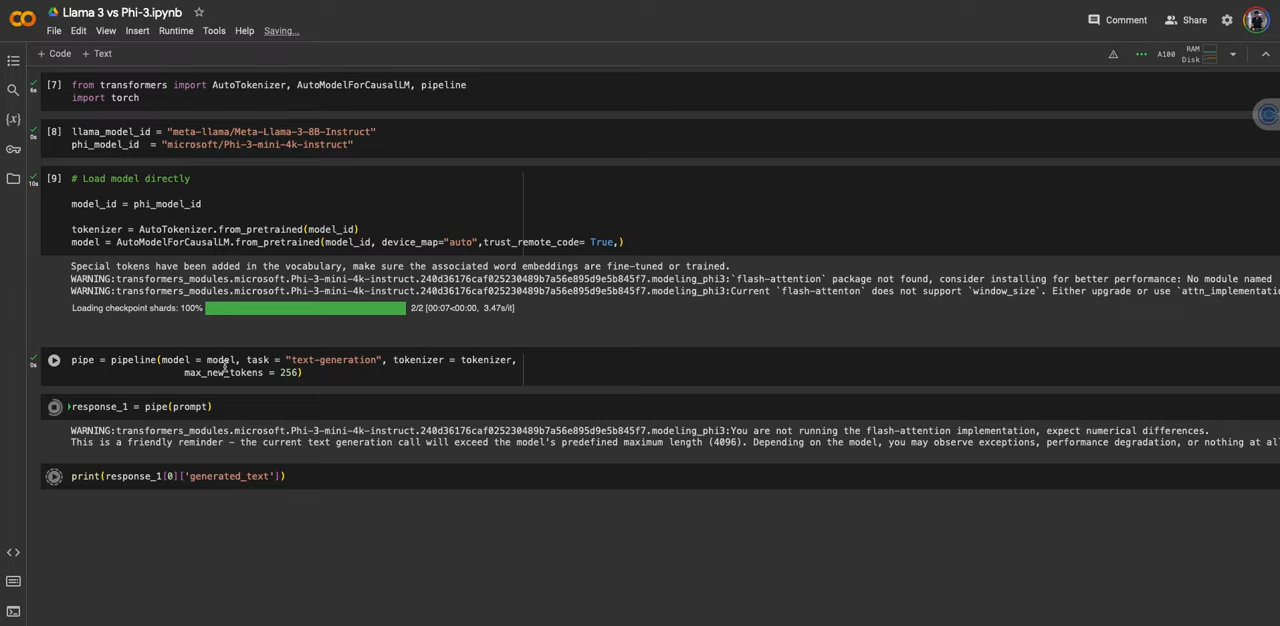 Llama 3 vs Phi-3.ipynb
File Edit View Insert Runtime Tools Help Saving...
Comment Share
+ Code + Text
A100 RAM
Disk
[7] from transformers import AutoTokenizer, AutoModelForCausalLM, pipeline
6s
import torch
[8] llama_model_id = "meta-llama/Meta-Llama-3-8B-Instruct"
0s
phi_model_id = "microsoft/Phi-3-mini-4k-instruct"
[9] # Load model directly
10s
model_id = phi_model_id
tokenizer = AutoTokenizer.from_pretrained(model_id)
model = AutoModelForCausalLM.from_pretrained(model_id, device_map="auto",trust_remote_code= True,)
Special tokens have been added in the vocabulary, make sure the associated word embeddings are fine-tuned or trained.
WARNING:transformers_modules.microsoft.Phi-3-mini-4k-instruct.240d36176caf025230489b7a56e9d5e9b845f7.modeling_phi3:`flash-attention` package not found, consider installing for better performance: No module named
WARNING:transformers_modules.microsoft.Phi-3-mini-4k-instruct.240d36176caf025230489b7a56e9d5e9b845f7.modeling_phi3:Current `flash-attenton` does not support `window_size`. Either upgrade or use `attn_implementatio
Loading checkpoint shards: 100% 2/2 [00:07<00:00, 3.47s/it]
pipe = pipeline(model = model, task = "text-generation", tokenizer = tokenizer,
0s
max_new_tokens = 256)
response_1 = pipe(prompt)
WARNING:transformers_modules.microsoft.Phi-3-mini-4k-instruct.240d36176caf025230489b7a56e9d5e9b845f7.modeling_phi3:You are not running the flash-attention implementation, expect numerical differences.
This is a friendly reminder - the current text generation call will exceed the model's predefined maximum length (4096). Depending on the model, you may observe exceptions, performance degradation, or nothing at all
print(response_1[0]['generated_text'])